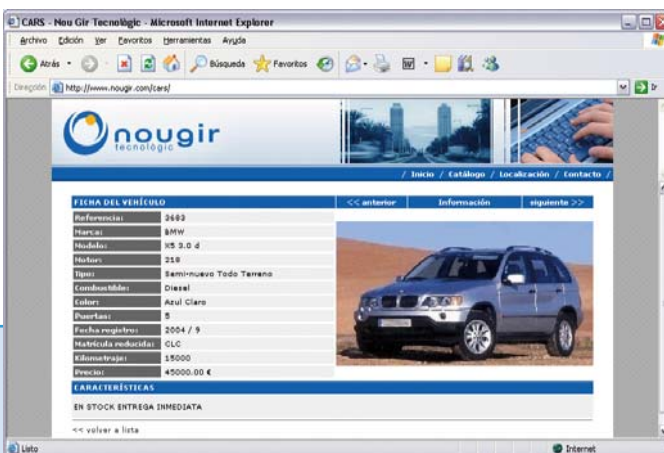 CARS - Nou Gir Tecnològic - Microsoft Internet Explorer
Archivo Edición Ver Favoritos Herramientas Ayuda
Atrás Búsqueda Favoritos
Dirección http://www.nougir.com/cars/ Ir
nougir
tecnològic
/ Inicio / Catálogo / Localización / Contacto /
FICHA DEL VEHÍCULO << anterior Información siguiente >>
Referencia: 3683
Marca: BMW
Modelo: X5 3.0 d
Motor: 218
Tipo: Semi-nuevo Todo Terreno
Combustible: Diesel
Color: Azul Claro
Puertas: 5
Fecha registro: 2004 / 9
Matrícula reducida: CLC
Kilometraje: 15000
Precio: 45000.00 €
CARACTERÍSTICAS
EN STOCK ENTREGA INMEDIATA
<< volver a lista
Listo Internet